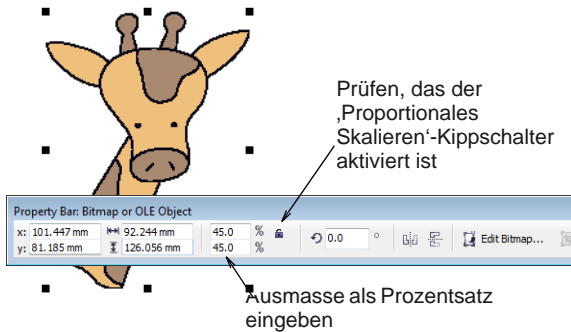 Prüfen, das der
‚Proportionales
Skalieren‘-Kippschalter
aktiviert ist
Property Bar: Bitmap or OLE Object
x: 101.447 mm 92.244 mm 45.0 % 0.0 ° Edit Bitmap...
y: 81.185 mm 126.056 mm 45.0 %
Ausmasse als Prozentsatz
eingeben